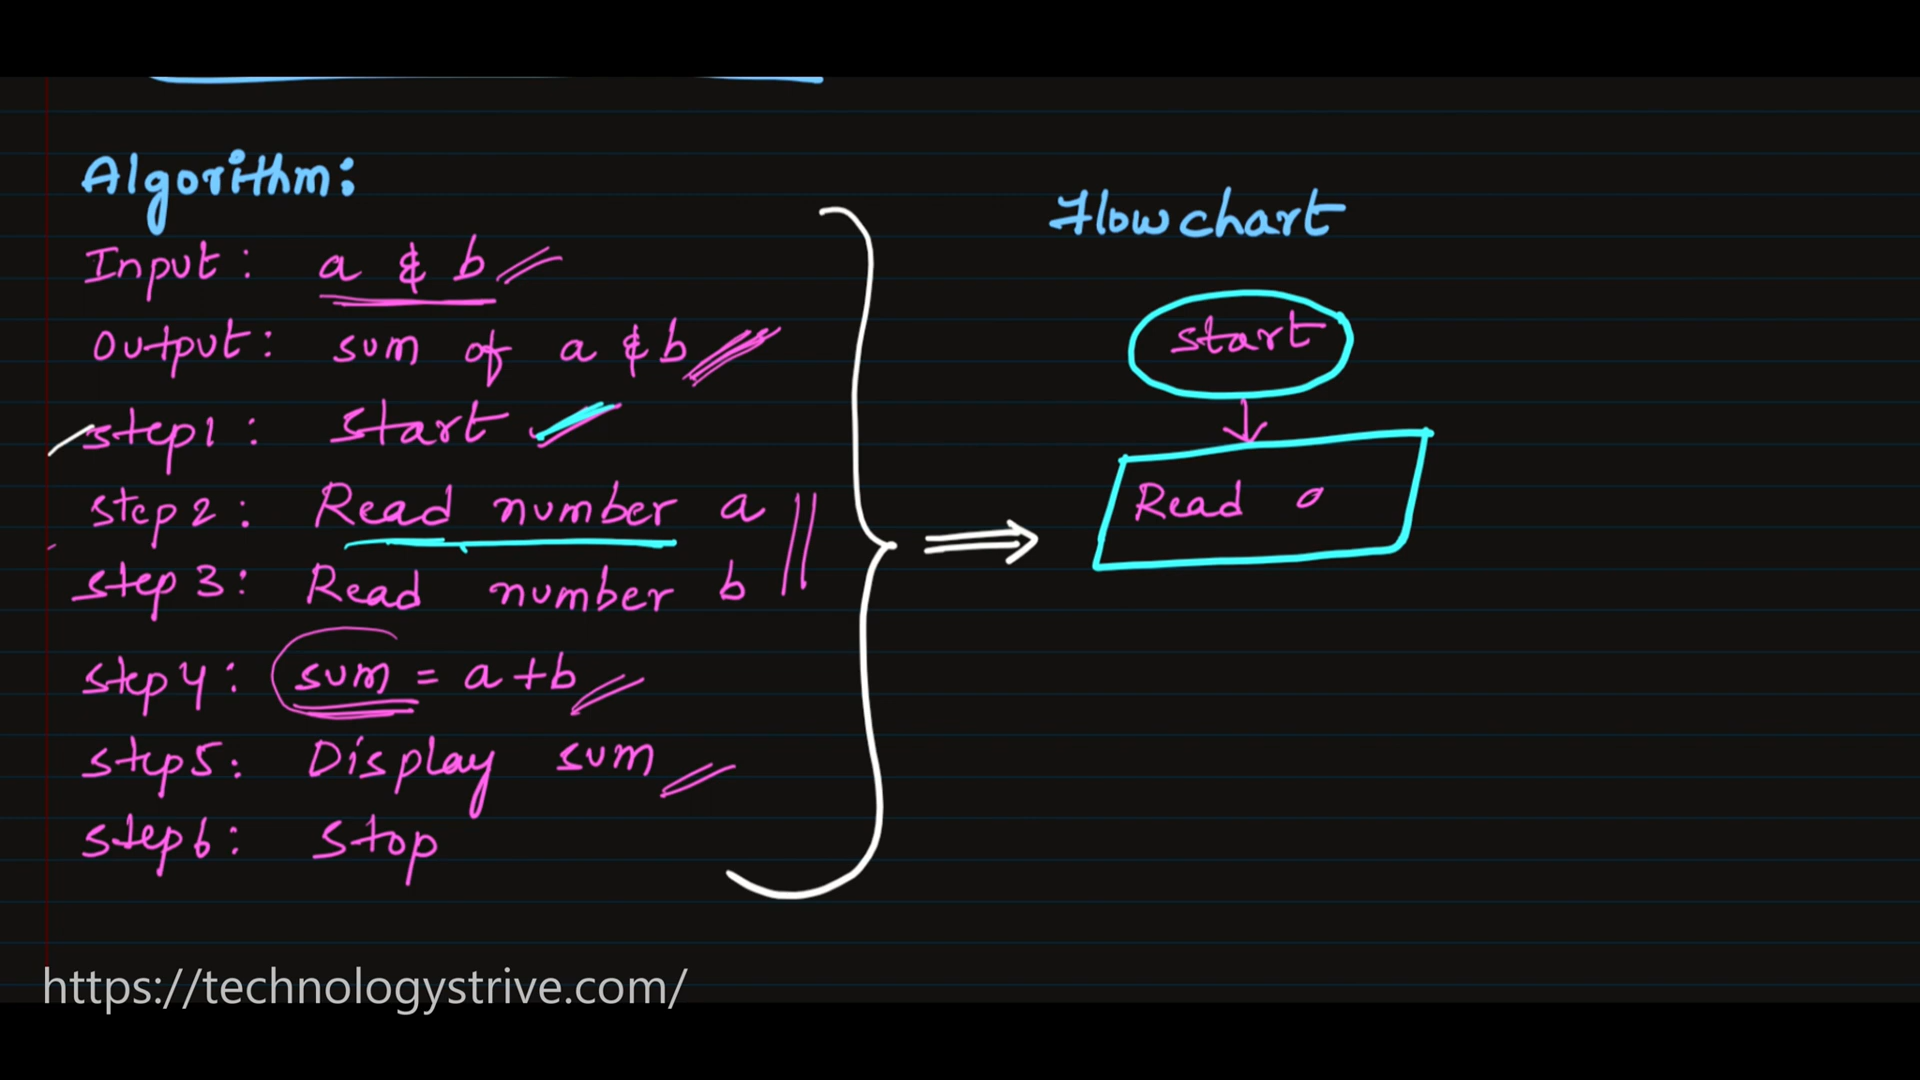 Algorithm:
Input: a & b
Output: sum of a & b
step1: Start
step2: Read number a
step3: Read number b
step4: sum = a+b
step5: Display sum
step6: Stop
Flowchart
start
Read a
https://technologystrive.com/